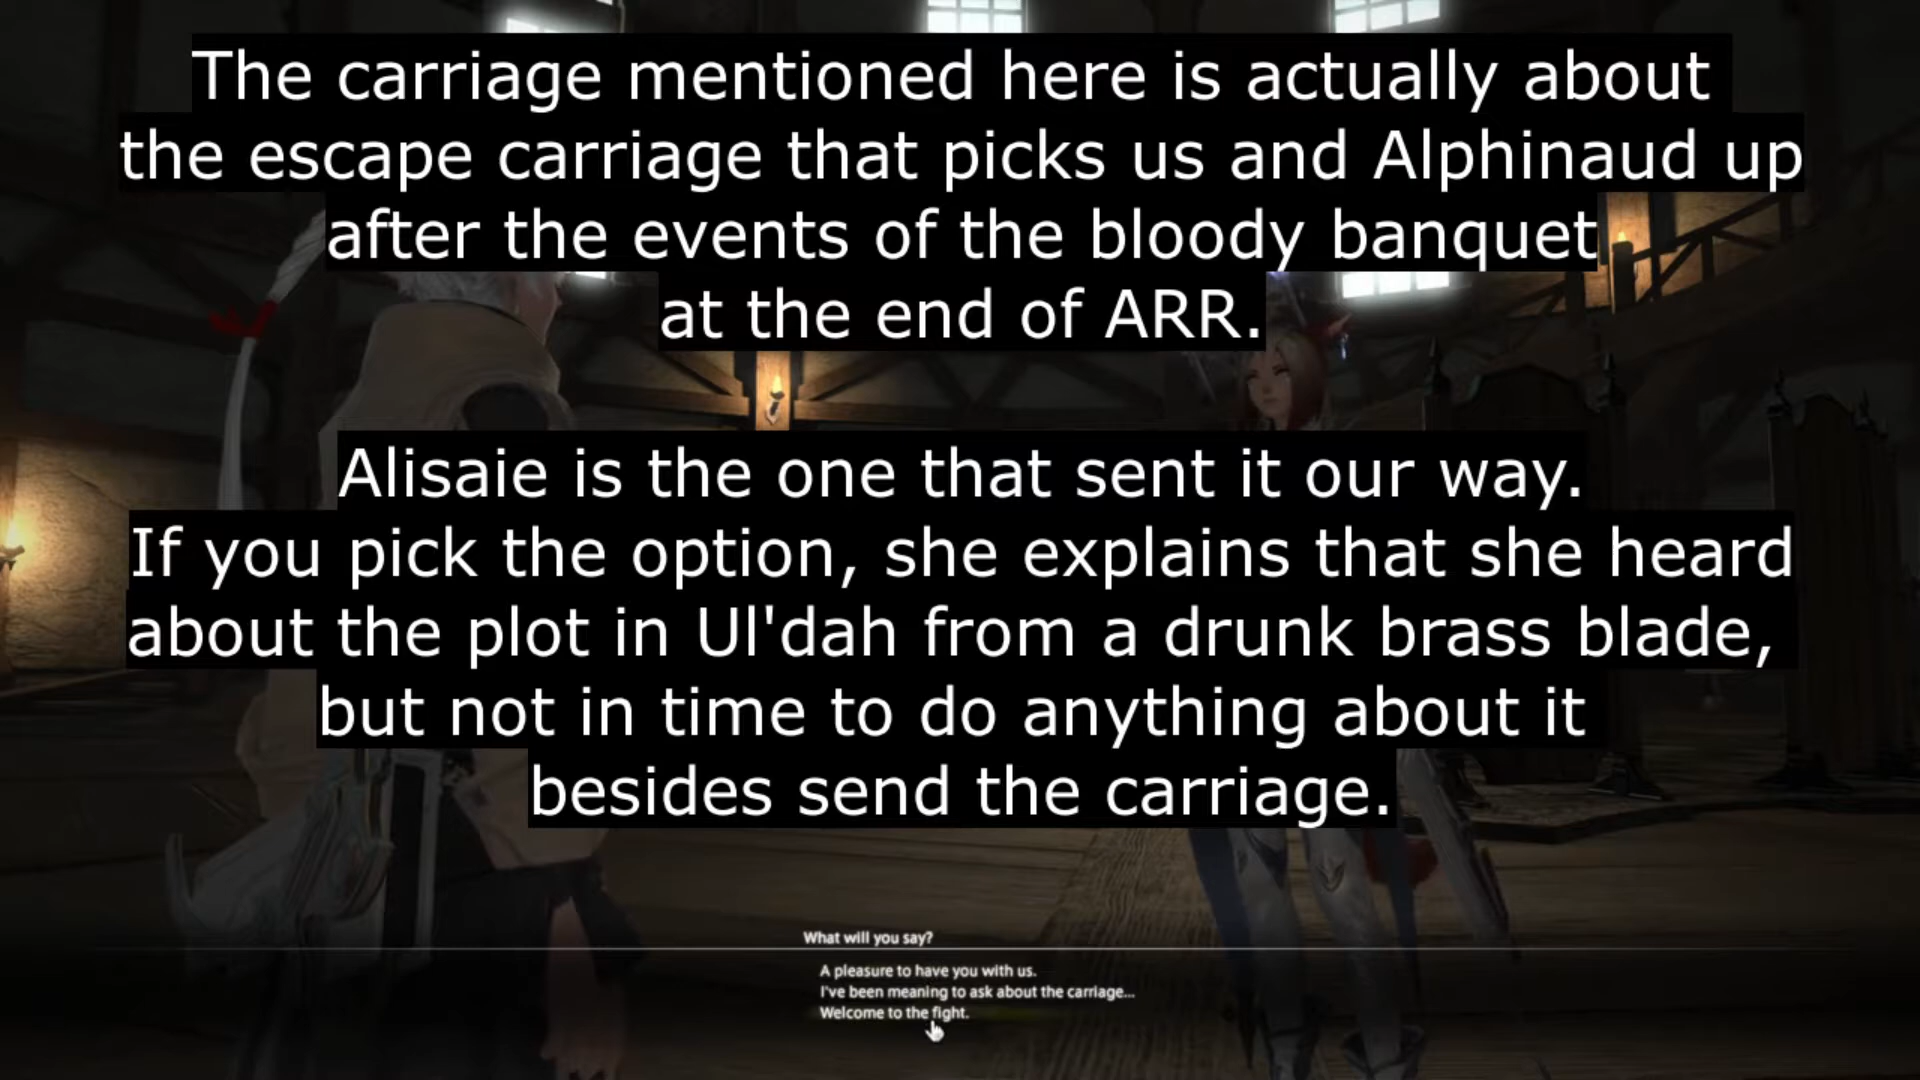 The carriage mentioned here is actually about
the escape carriage that picks us and Alphinaud up
after the events of the bloody banquet
at the end of ARR.
Alisaie is the one that sent it our way.
If you pick the option, she explains that she heard
about the plot in Ul'dah from a drunk brass blade,
but not in time to do anything about it
besides send the carriage.
What will you say?
A pleasure to have you with us.
I've been meaning to ask about the carriage...
Welcome to the fight.